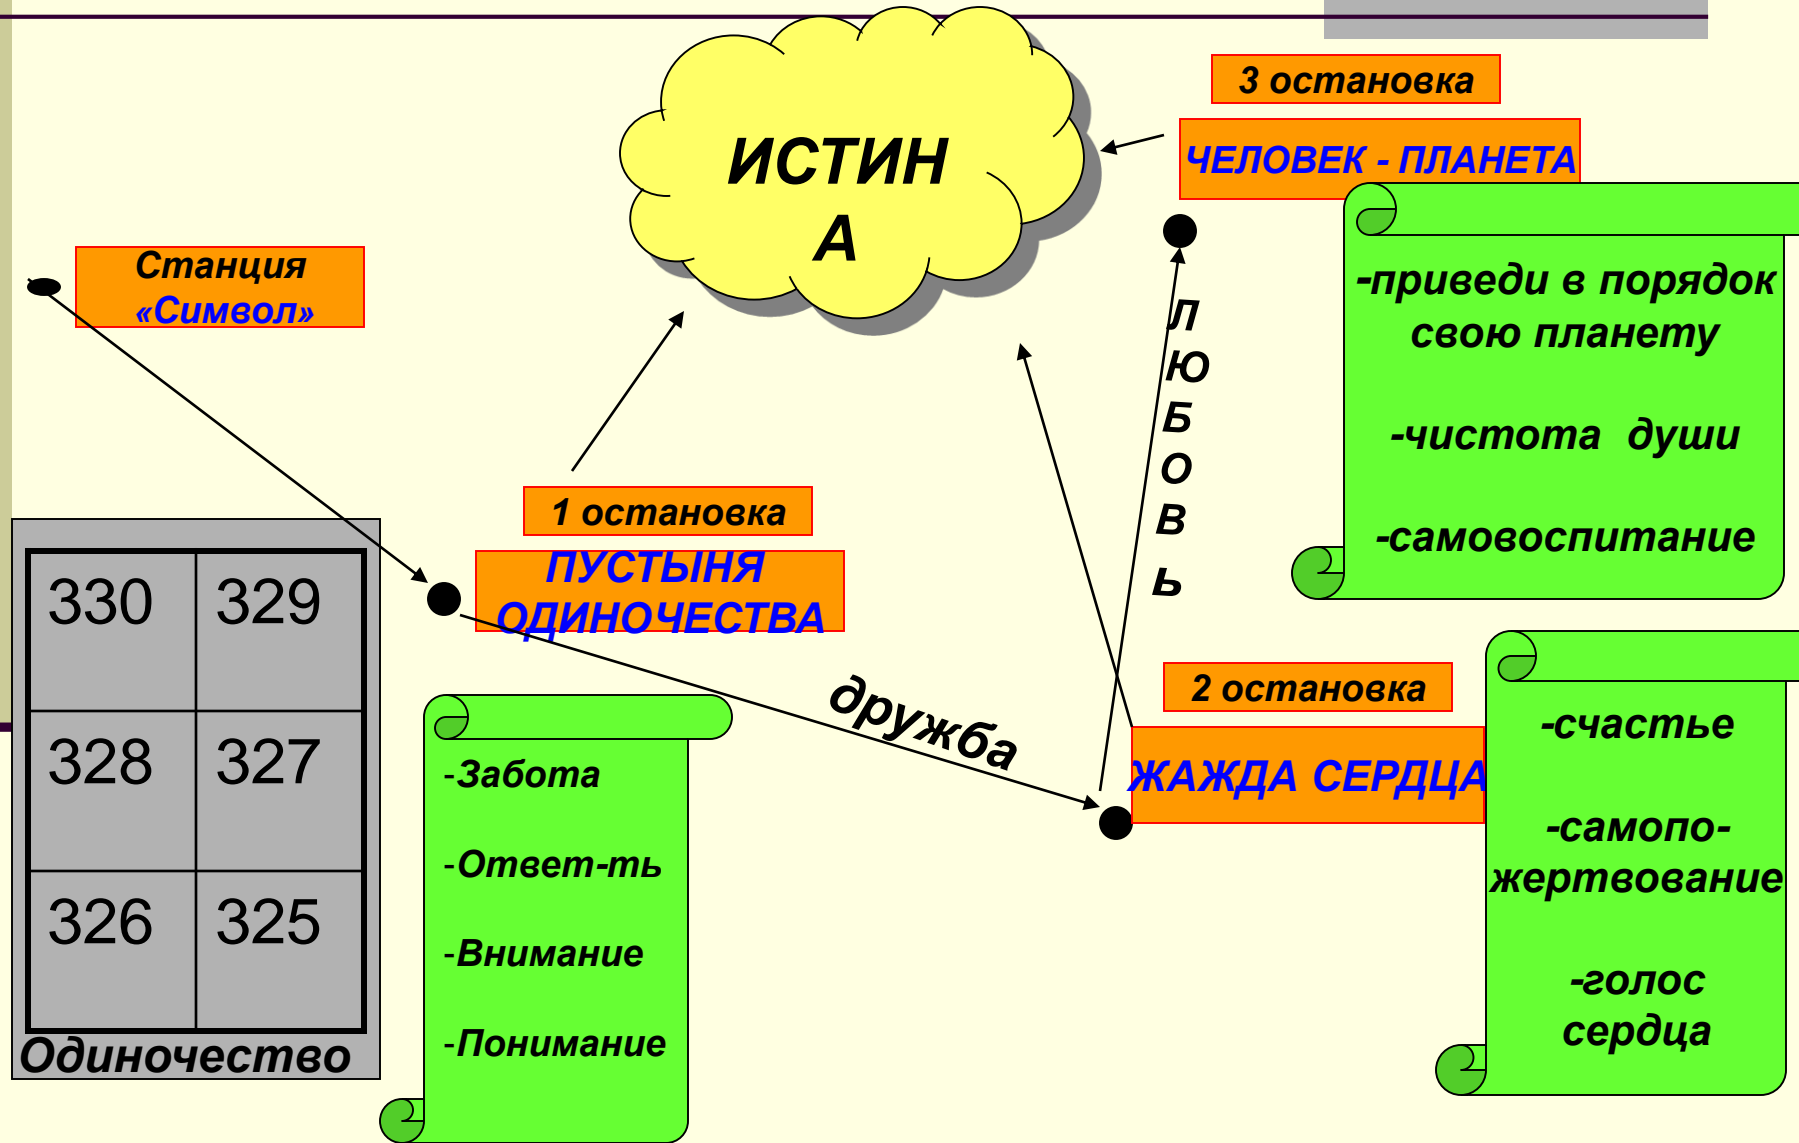 ИСТИН
А
3 остановка
ЧЕЛОВЕК - ПЛАНЕТА
-приведи в порядок
свою планету
-чистота души
-самовоспитание
Станция
«Символ»
Л
Ю
Б
О
В
Ь
1 остановка
ПУСТЫНЯ
ОДИНОЧЕСТВА
330 329
328 327
326 325
Одиночество
-Забота
-Ответ-ть
-Внимание
-Понимание
дружба
2 остановка
ЖАЖДА СЕРДЦА
-счастье
-самопо-
жертвование
-голос
сердца